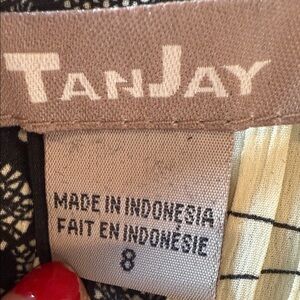 TANJAY
MADE IN INDONESIA
FAIT EN INDONÉSIE
8